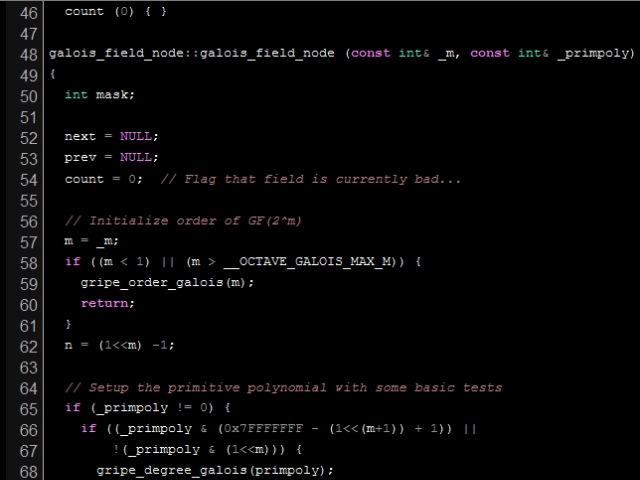 46 count (0) { }
47
48 galois_field_node::galois_field_node (const int& _m, const int& _primpoly)
49 {
50 int mask;
51
52 next = NULL;
53 prev = NULL;
54 count = 0; // Flag that field is currently bad...
55
56 // Initialize order of GF(2^m)
57 m = _m;
58 if ((m < 1) || (m > __OCTAVE_GALOIS_MAX_M)) {
59 gripe_order_galois(m);
60 return;
61 }
62 n = (1<<m) -1;
63
64 // Setup the primitive polynomial with some basic tests
65 if (_primpoly != 0) {
66 if ((_primpoly & (0x7FFFFFFF - (1<<(m+1)) + 1)) ||
67 !(_primpoly & (1<<m))) {
68 gripe_degree_galois(primpoly);